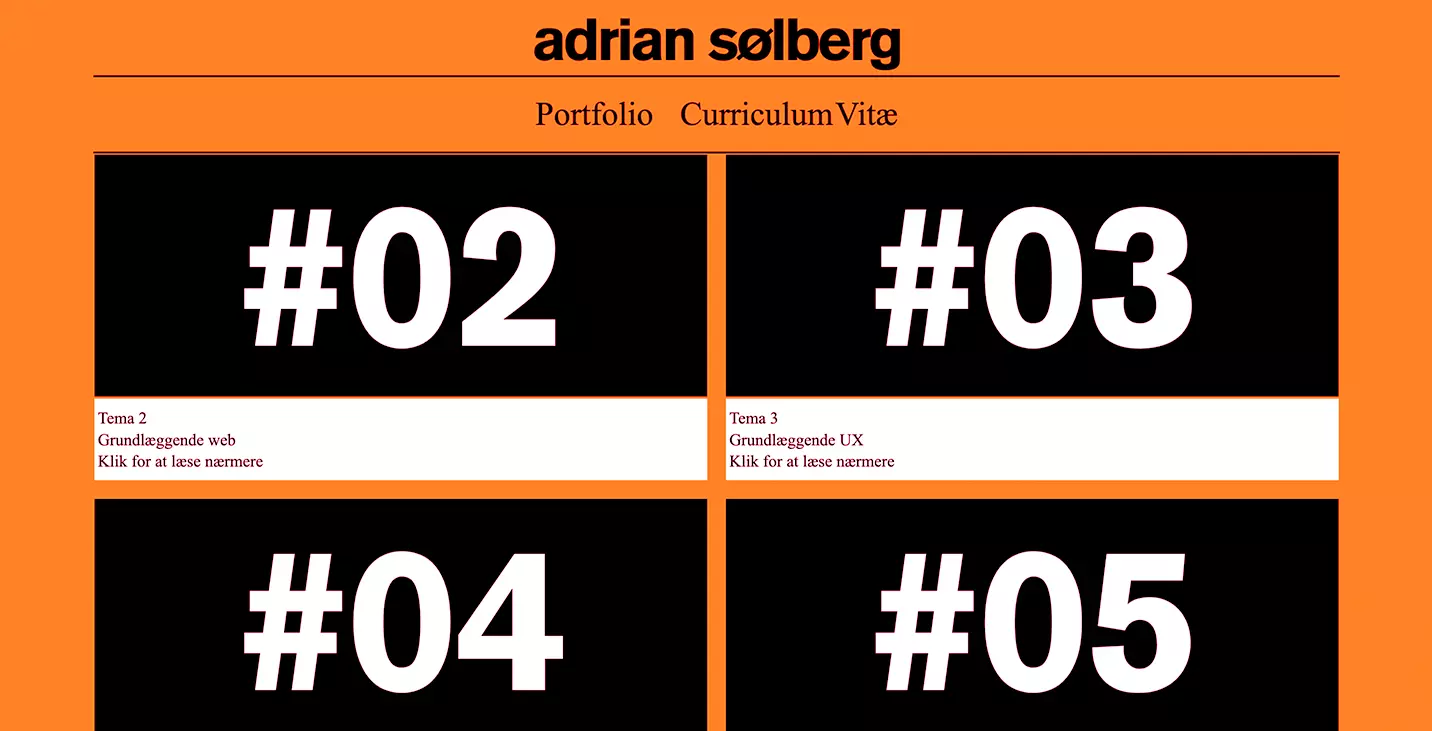 adrian sølberg
Portfolio Curriculum Vitæ
#02
Tema 2
Grundlæggende web
Klik for at læse nærmere
#03
Tema 3
Grundlæggende UX
Klik for at læse nærmere
#04
#05